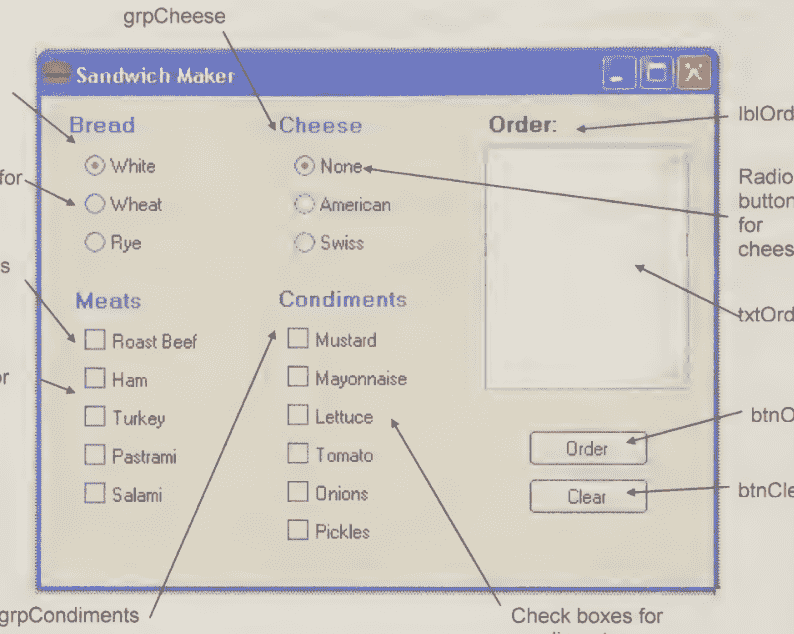 grpCheese
Sandwich Maker
Bread
White
for
Wheat
Rye
Cheese
None
American
Swiss
Order:
lblOrd
Radio
button
for
chees
s
Meats
Roast Beef
or
Ham
Turkey
Pastrami
Salami
Condiments
Mustard
Mayonnaise
Lettuce
Tomato
Onions
Pickles
txtOrd
btnO
Order
btnCle
Clear
grpCondiments
Check boxes for